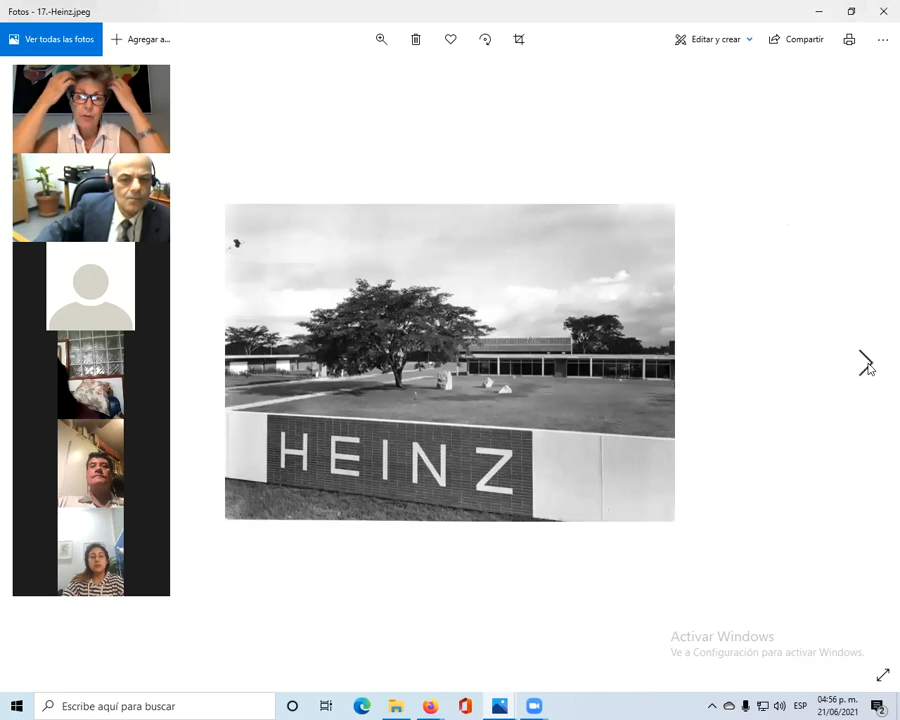 Fotos - 17.-Heinz.jpeg
Ver todas las fotos
Agregar a...
Editar y crear
Compartir
HEINZ
Activar Windows
Ve a Configuración para activar Windows.
Escribe aquí para buscar
ESP
04:56 p. m.
21/06/2021
2